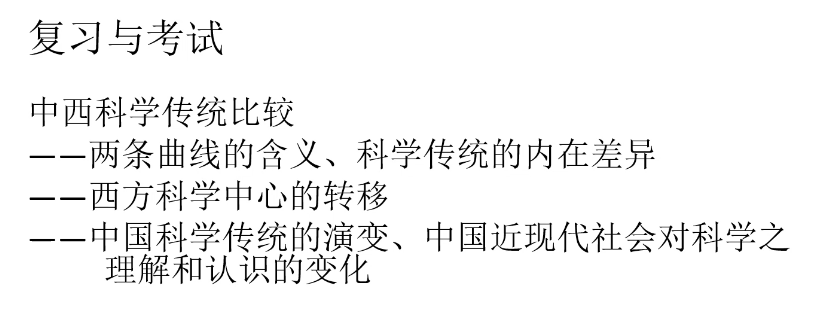 复习与考试
中西科学传统比较
——两条曲线的含义、科学传统的内在差异
——西方科学中心的转移
——中国科学传统的演变、中国近现代社会对科学之
理解和认识的变化